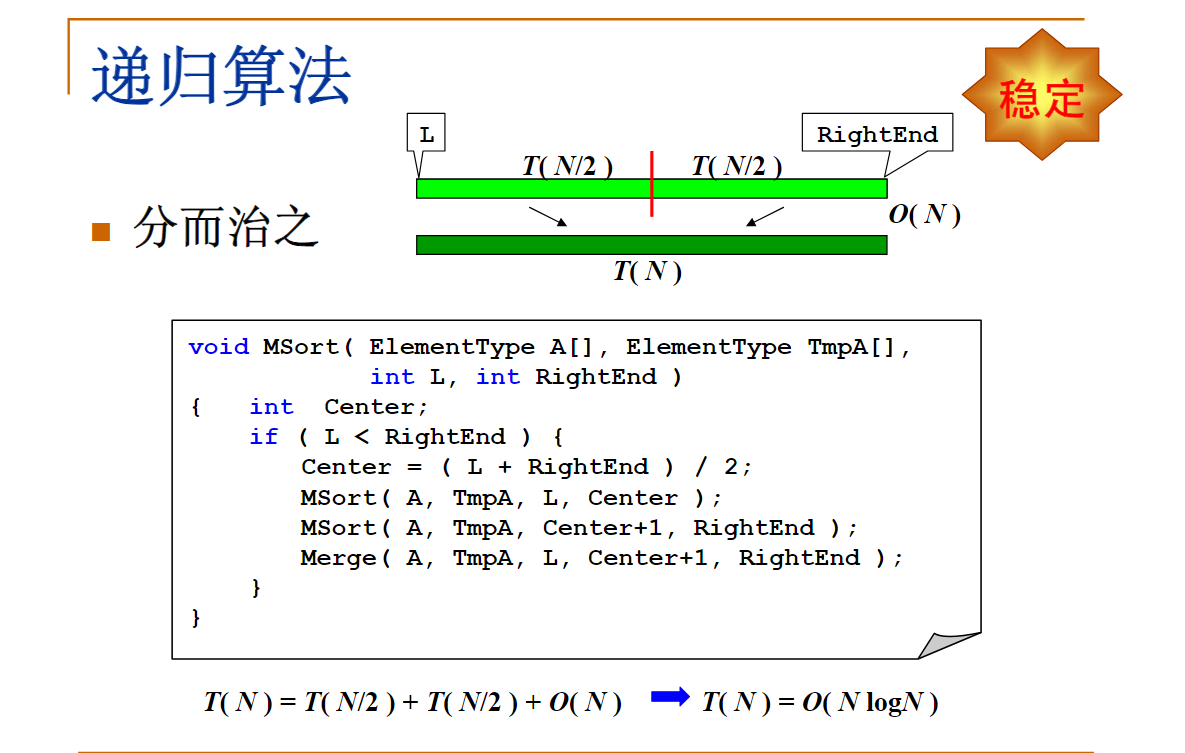 递归算法
稳定
L
RightEnd
T( N/2 )
T( N/2 )
O( N )
T( N )
分而治之
void MSort( ElementType A[], ElementType TmpA[],
int L, int RightEnd )
{ int Center;
if ( L < RightEnd ) {
Center = ( L + RightEnd ) / 2;
MSort( A, TmpA, L, Center );
MSort( A, TmpA, Center+1, RightEnd );
Merge( A, TmpA, L, Center+1, RightEnd );
}
}
T( N ) = T( N/2 ) + T( N/2 ) + O( N ) T( N ) = O( N logN )